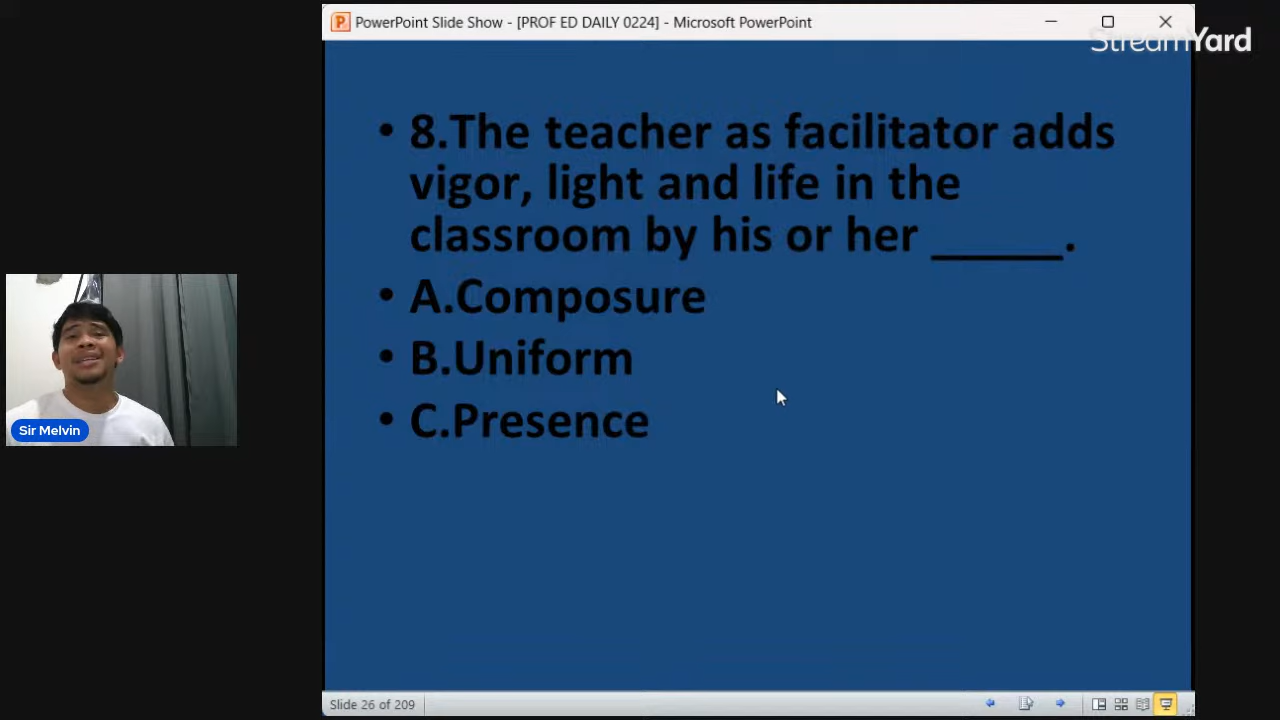 PowerPoint Slide Show - [PROF ED DAILY 0224] - Microsoft PowerPoint
StreamYard
• 8.The teacher as facilitator adds
vigor, light and life in the
classroom by his or her _____.
• A.Composure
• B.Uniform
• C.Presence
Sir Melvin
Slide 26 of 209